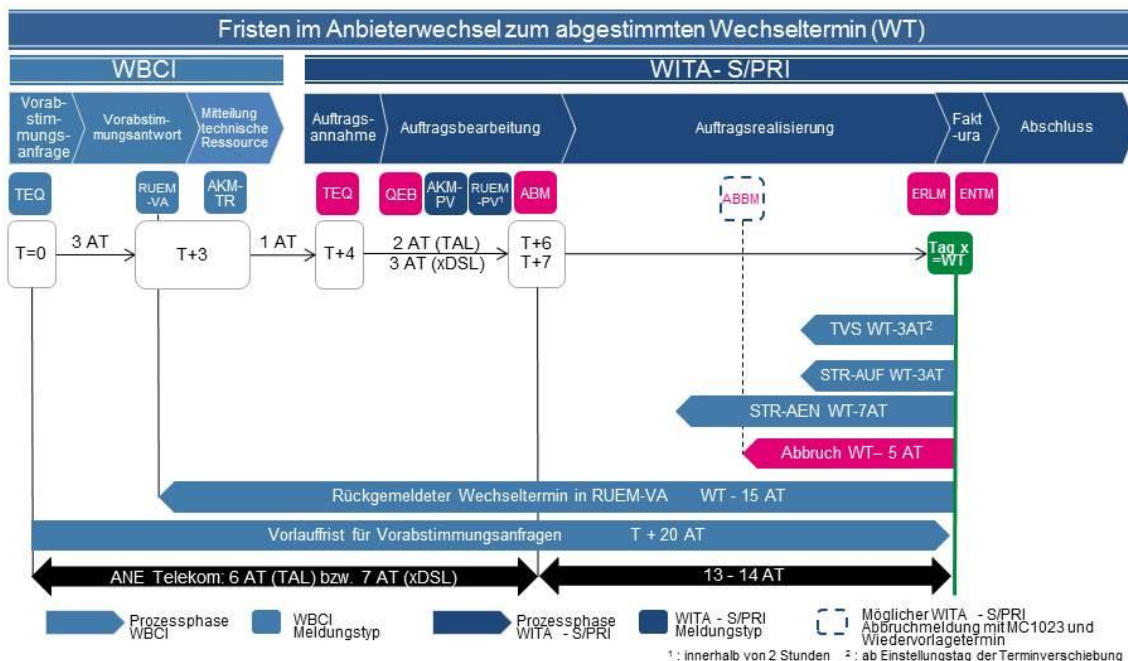 Fristen im Anbieterwechsel zum abgestimmten Wechseltermin (WT)
WBCI
WITA- S/PRI
Vorab-
stim-
mungs-
anfrage
Vorabstim-
mungsantwort
Mitteilung
technische
Ressource
Auftrags-
annahme
Auftragsbearbeitung
Auftragsrealisierung
Fakt
-ura
Abschluss
TEQ
RUEM
-VA
AKM-
TR
TEQ
QEB
AKM-
PV
RUEM
-PV¹
ABM
ABBM
ERLM
ENTM
T=0
3 AT
T+3
1 AT
T+4
2 AT (TAL)
3 AT (xDSL)
T+6
T+7
Tag x
=WT
TVS WT-3AT²
STR-AUF WT-3AT
STR-AEN WT-7AT
Abbruch WT– 5 AT
Rückgemeldeter Wechseltermin in RUEM-VA WT - 15 AT
Vorlauffrist für Vorabstimmungsanfragen T + 20 AT
ANE Telekom: 6 AT (TAL) bzw. 7 AT (xDSL)
13 - 14 AT
Prozessphase
WBCI
WBCI
Meldungstyp
Prozessphase
WITA - S/PRI
WITA - S/PRI
Meldungstyp
Möglicher WITA - S/PRI
Abbruchmeldung mit MC1023 und
Wiedervorlagetermin
¹ : innerhalb von 2 Stunden ² : ab Einstellungstag der Terminverschiebung